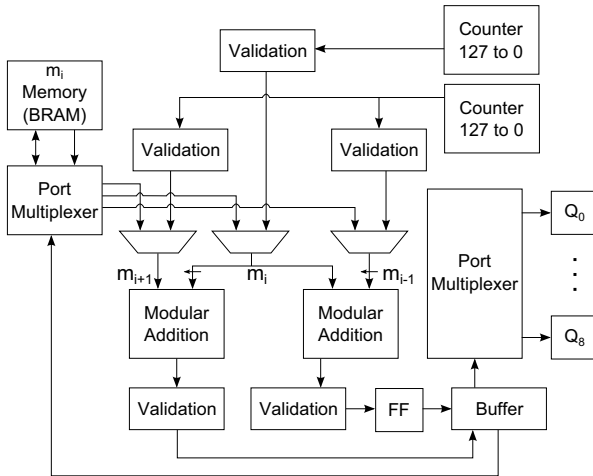 Validation
Counter
127 to 0
m_i
Memory
(BRAM)
Counter
127 to 0
Validation
Validation
Port
Multiplexer
Q_0
Port
Multiplexer
m_{i+1}
m_i
m_{i-1}
Modular
Addition
Modular
Addition
Q_8
Validation
Validation
FF
Buffer